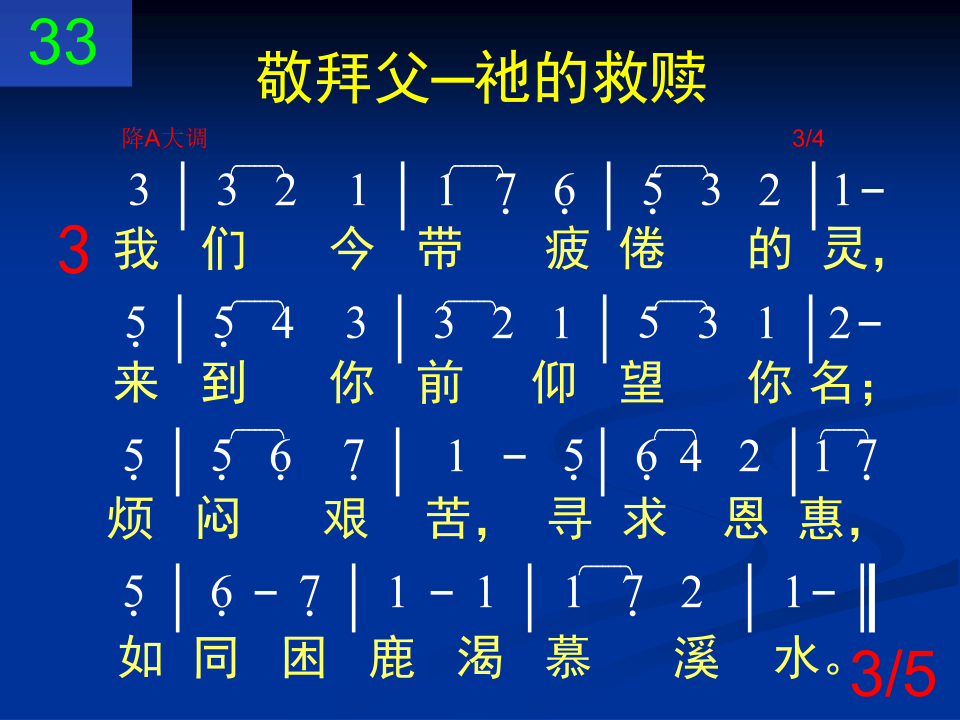 33
敬拜父—祂的救赎
降A大调 3/4
3 | 3 2 1 | 1 7̣ 6̣ | 5̣ 3 2 | 1 -
3 我 们 今 带 疲 倦 的 灵，
5̣ | 5̣ 4 3 | 3 2 1 | 5 3 1 | 2 -
来 到 你 前 仰 望 你 名；
5̣ | 5̣ 6̣ 7̣ | 1 - 5̣ | 6̣ 4 2 | 1 7̣
烦 闷 艰 苦， 寻 求 恩 惠，
5̣ | 6̣ - 7̣ | 1 - 1 | 1 7̣ 2 | 1 - ‖
如 同 困 鹿 渴 慕 溪 水。
3/5